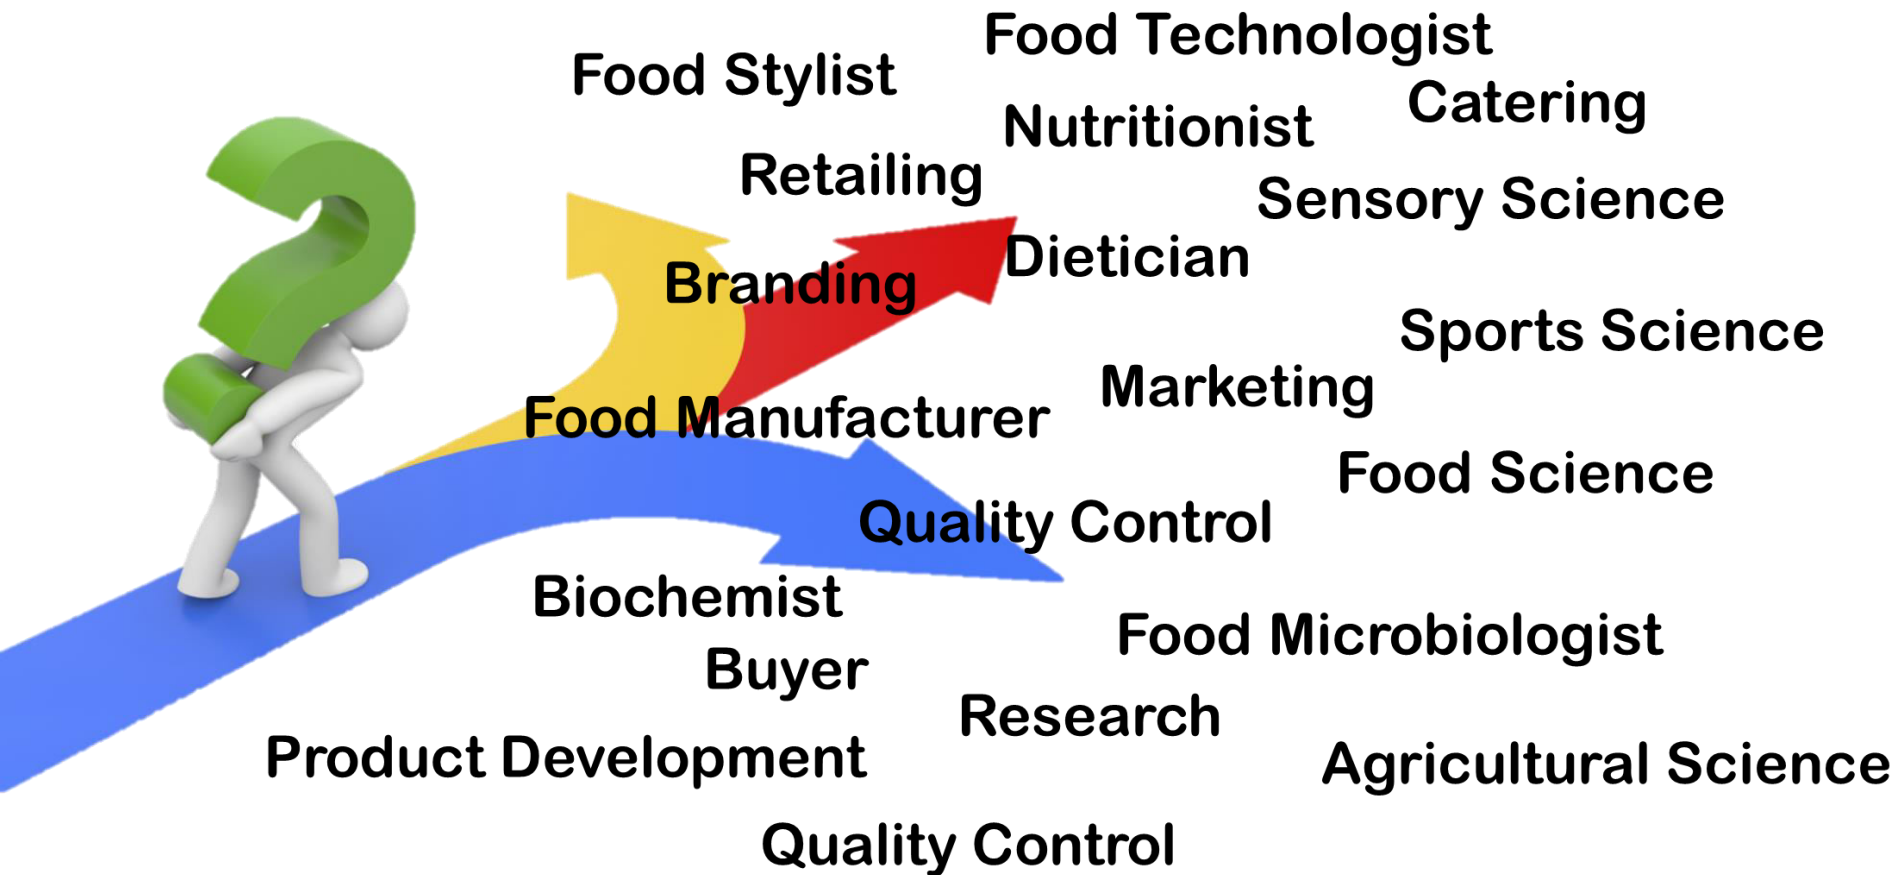 Food Technologist
Food Stylist
Catering
Nutritionist
Retailing
Sensory Science
Dietician
Branding
Sports Science
Marketing
Food Manufacturer
Food Science
Quality Control
Biochemist
Food Microbiologist
Buyer
Research
Product Development
Agricultural Science
Quality Control